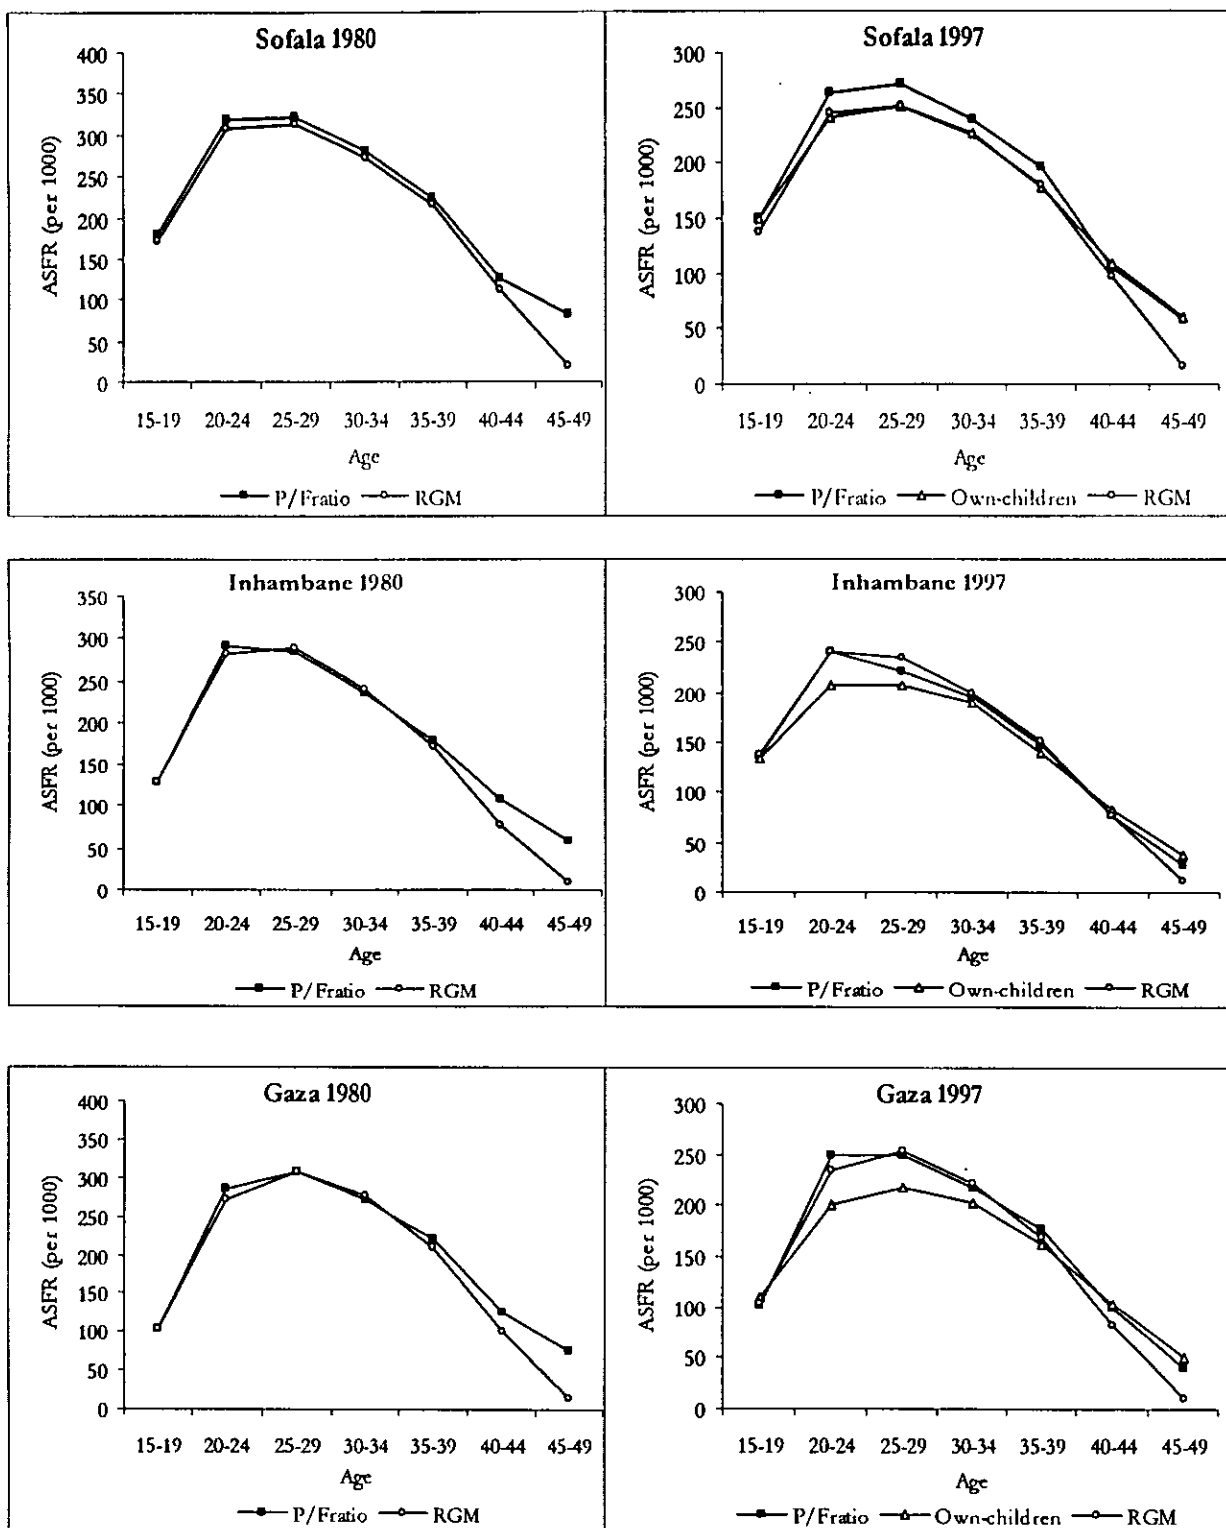 Sofala 1980
400
350
300
250
200
150
100
50
0
ASFR (per 1000)
15-19 20-24 25-29 30-34 35-39 40-44 45-49
Age
P/Fratio RGM
Sofala 1997
300
250
200
150
100
50
0
ASFR (per 1000)
15-19 20-24 25-29 30-34 35-39 40-44 45-49
Age
P/Fratio Own-children RGM
Inhambane 1980
350
300
250
200
150
100
50
0
ASFR (per 1000)
15-19 20-24 25-29 30-34 35-39 40-44 45-49
Age
P/Fratio RGM
Inhambane 1997
300
250
200
150
100
50
0
ASFR (per 1000)
15-19 20-24 25-29 30-34 35-39 40-44 45-49
Age
P/Fratio Own-children RGM
Gaza 1980
400
350
300
250
200
150
100
50
0
ASFR (per 1000)
15-19 20-24 25-29 30-34 35-39 40-44 45-49
Age
P/Fratio RGM
Gaza 1997
300
250
200
150
100
50
0
ASFR (per 1000)
15-19 20-24 25-29 30-34 35-39 40-44 45-49
Age
P/Fratio Own-children RGM